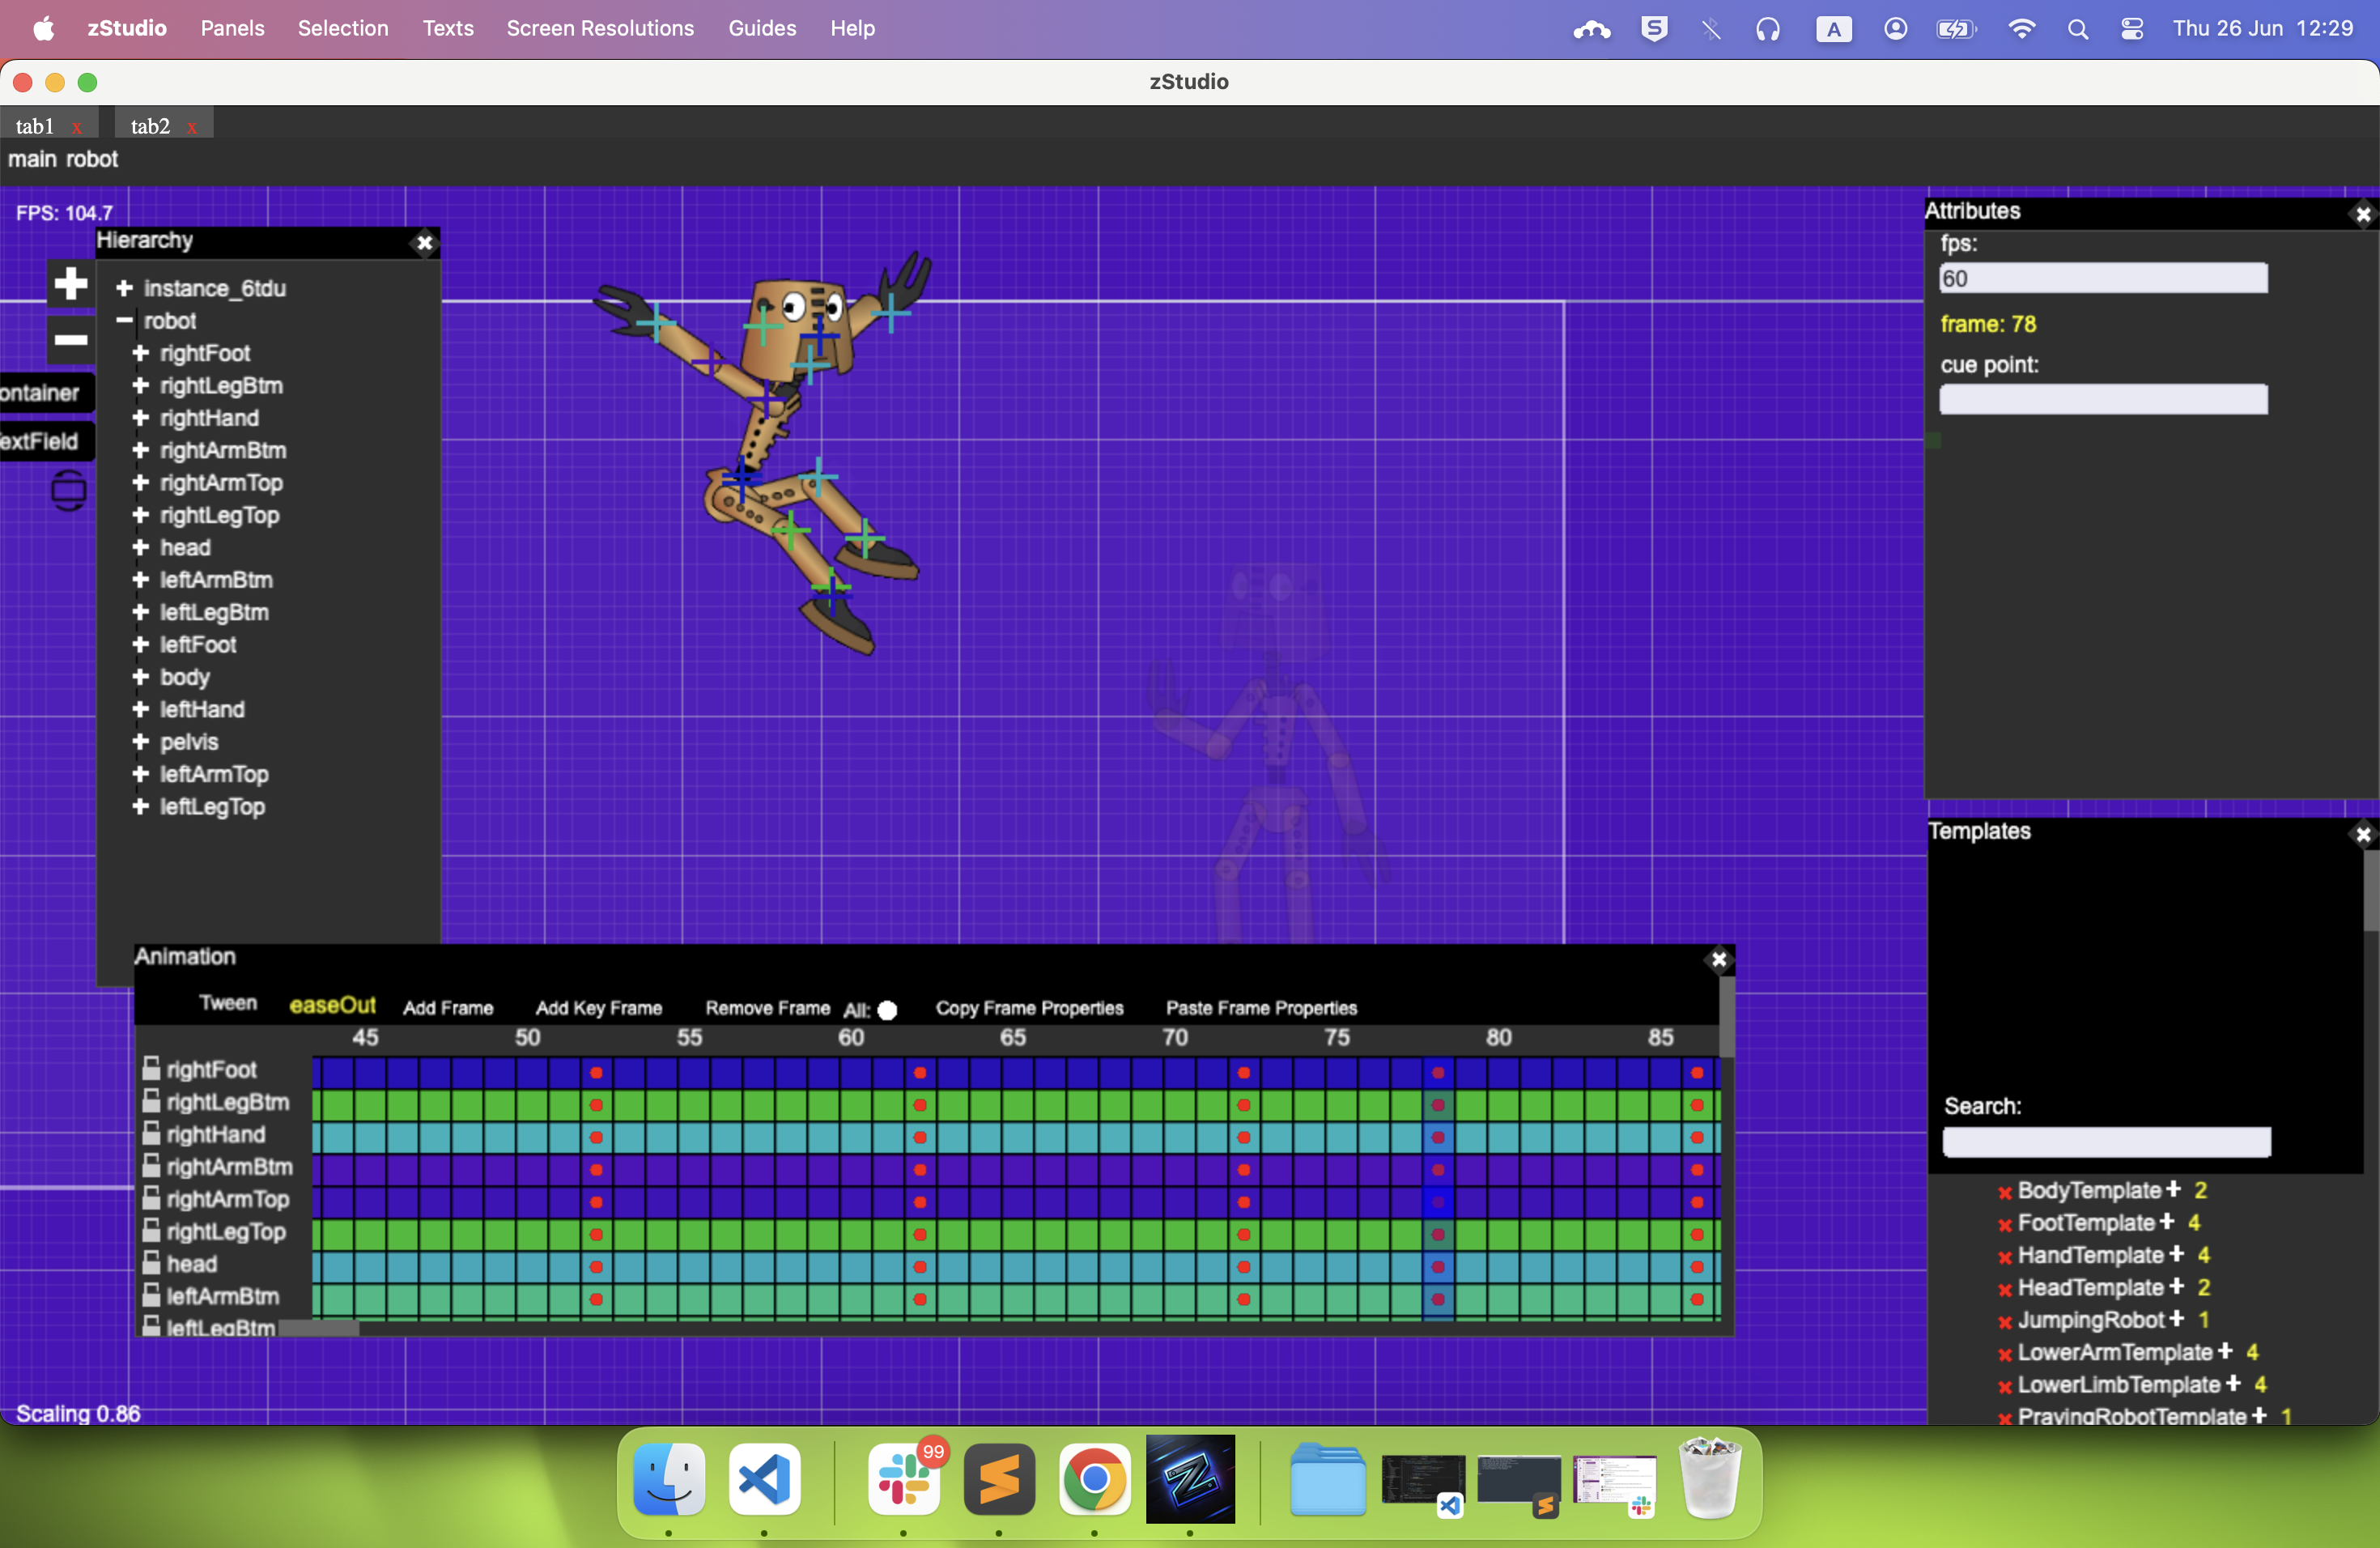 zStudio Panels Selection Texts Screen Resolutions Guides Help
S A Thu 26 Jun 12:29
zStudio
tab1 x tab2 x
main robot
FPS: 104.7
Hierarchy
instance_6tdu
robot
rightFoot
rightLegBtm
rightHand
rightArmBtm
rightArmTop
rightLegTop
head
leftArmBtm
leftLegBtm
leftFoot
body
leftHand
pelvis
leftArmTop
leftLegTop
ontainer
extField
Attributes
fps:
60
frame: 78
cue point:
Templates
Search:
BodyTemplate+ 2
FootTemplate+ 4
HandTemplate+ 4
HeadTemplate+ 2
JumpingRobot+ 1
LowerArmTemplate+ 4
LowerLimbTemplate+ 4
PrayingRobotTemplate+ 1
Animation
Tween easeOut Add Frame Add Key Frame Remove Frame All: Copy Frame Properties Paste Frame Properties
45 50 55 60 65 70 75 80 85
rightFoot
rightLegBtm
rightHand
rightArmBtm
rightArmTop
rightLegTop
head
leftArmBtm
leftLegBtm
Scaling 0.86
99